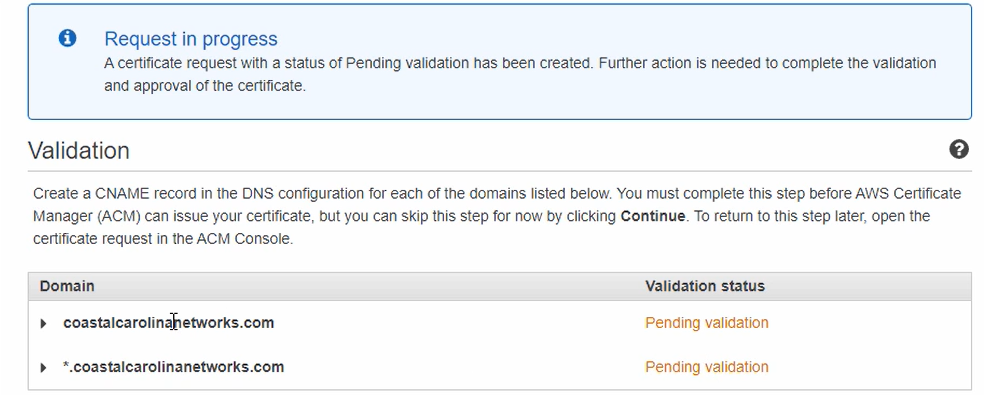 Request in progress
A certificate request with a status of Pending validation has been created. Further action is needed to complete the validation
and approval of the certificate.
Validation
Create a CNAME record in the DNS configuration for each of the domains listed below. You must complete this step before AWS Certificate
Manager (ACM) can issue your certificate, but you can skip this step for now by clicking Continue. To return to this step later, open the
certificate request in the ACM Console.
Domain Validation status
coastalcarolinanetworks.com Pending validation
*.coastalcarolinanetworks.com Pending validation